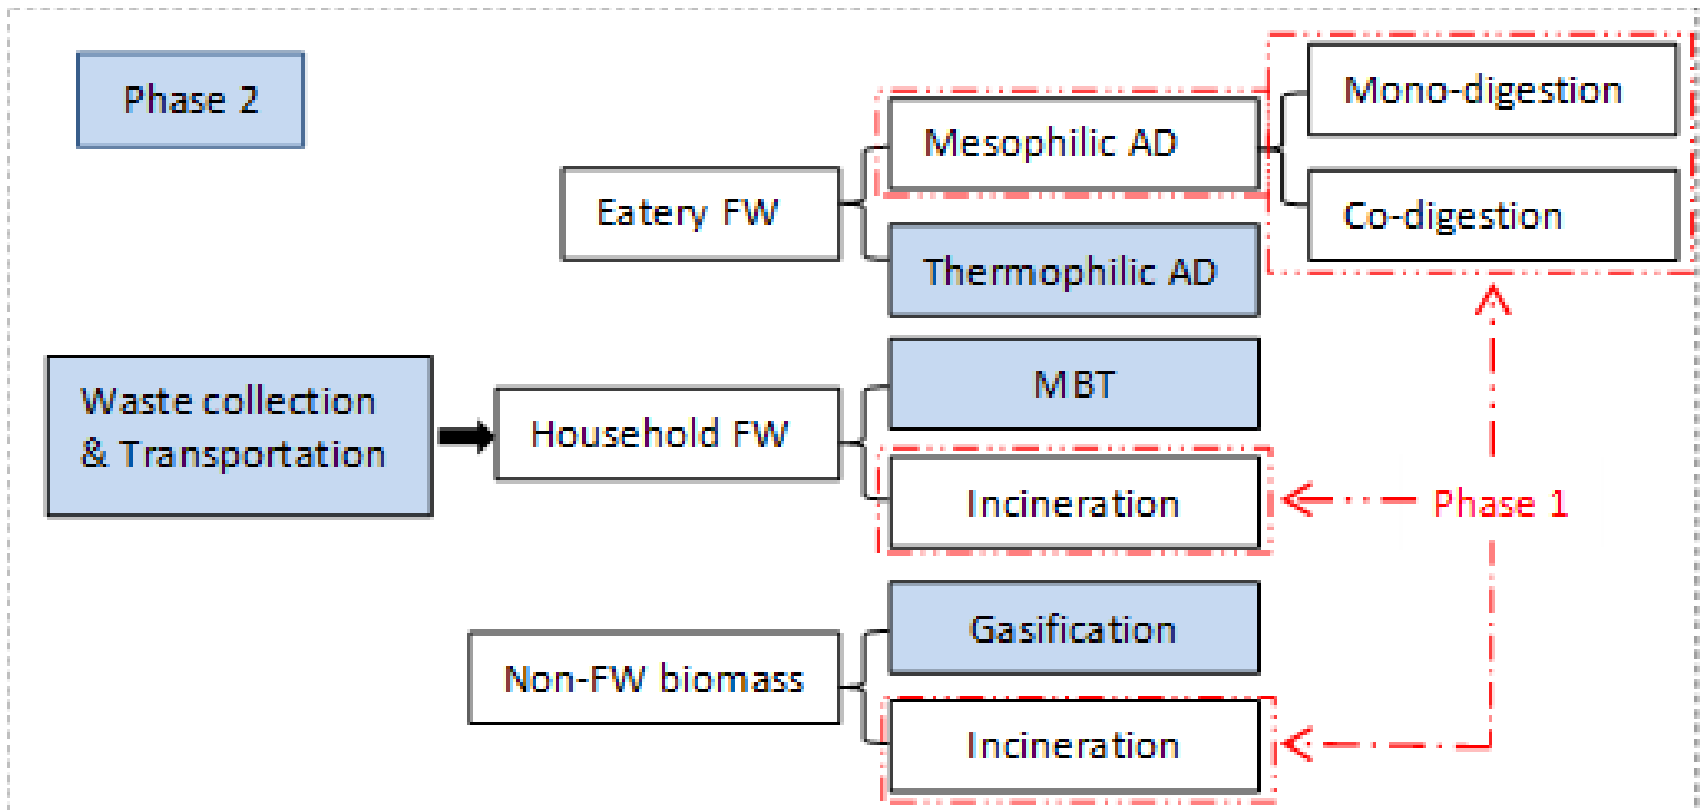 Phase 2
Mono-digestion
Mesophilic AD
Eatery FW
Co-digestion
Thermophilic AD
MBT
Waste collection
& Transportation
Household FW
Incineration
Phase 1
Gasification
Non-FW biomass
Incineration